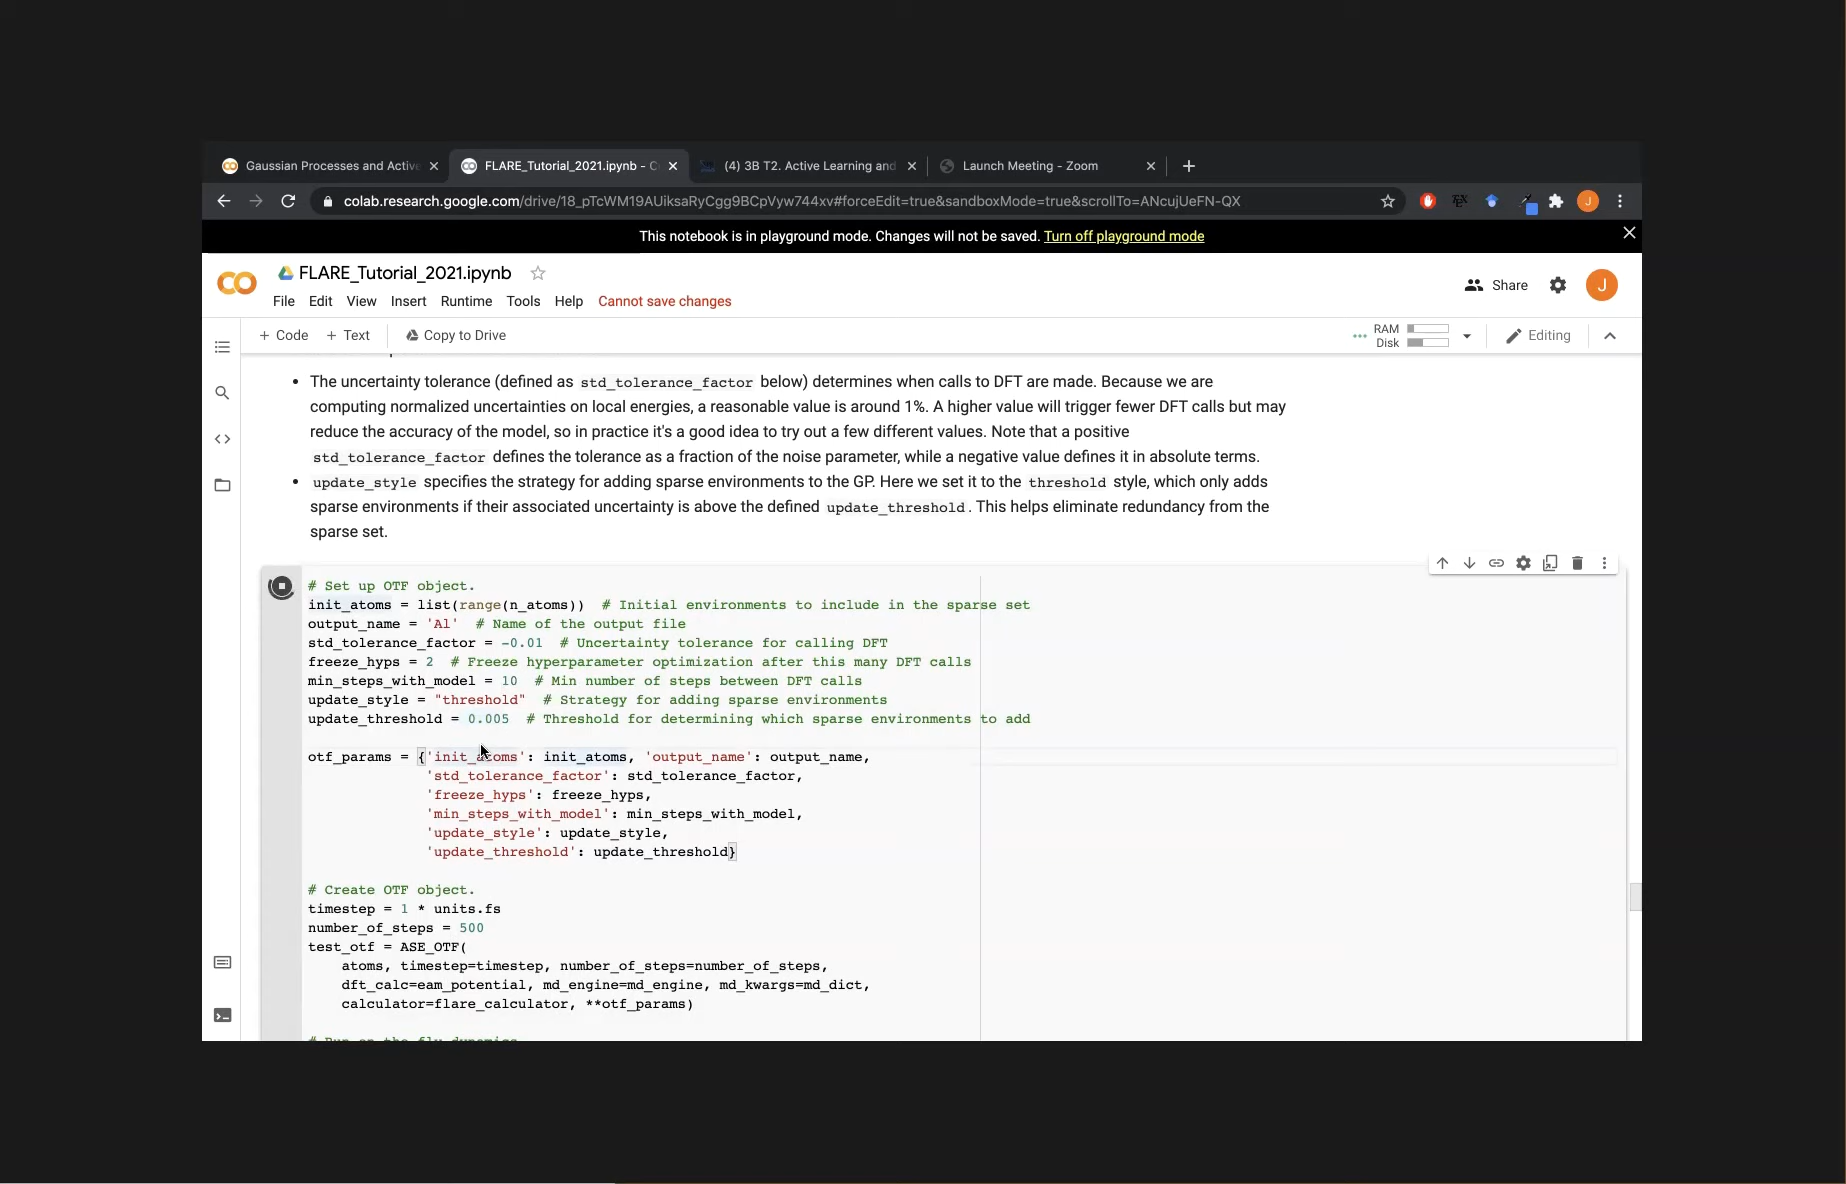 Gaussian Processes and Active
FLARE_Tutorial_2021.ipynb - C
(4) 3B T2. Active Learning and
Launch Meeting - Zoom
colab.research.google.com/drive/18_pTcWM19AUiksaRyCgg9BCpVyw744xv#forceEdit=true&sandboxMode=true&scrollTo=ANcujUeFN-QX
J
This notebook is in playground mode. Changes will not be saved. Turn off playground mode
FLARE_Tutorial_2021.ipynb
Share
J
File Edit View Insert Runtime Tools Help Cannot save changes
+ Code + Text Copy to Drive
RAM
Disk
Editing
• The uncertainty tolerance (defined as std_tolerance_factor below) determines when calls to DFT are made. Because we are
computing normalized uncertainties on local energies, a reasonable value is around 1%. A higher value will trigger fewer DFT calls but may
reduce the accuracy of the model, so in practice it's a good idea to try out a few different values. Note that a positive
std_tolerance_factor defines the tolerance as a fraction of the noise parameter, while a negative value defines it in absolute terms.
• update_style specifies the strategy for adding sparse environments to the GP. Here we set it to the threshold style, which only adds
sparse environments if their associated uncertainty is above the defined update_threshold. This helps eliminate redundancy from the
sparse set.
# Set up OTF object.
init_atoms = list(range(n_atoms))  # Initial environments to include in the sparse set
output_name = 'Al'  # Name of the output file
std_tolerance_factor = -0.01  # Uncertainty tolerance for calling DFT
freeze_hyps = 2  # Freeze hyperparameter optimization after this many DFT calls
min_steps_with_model = 10  # Min number of steps between DFT calls
update_style = "threshold"  # Strategy for adding sparse environments
update_threshold = 0.005  # Threshold for determining which sparse environments to add
otf_params = {'init_atoms': init_atoms, 'output_name': output_name,
'std_tolerance_factor': std_tolerance_factor,
'freeze_hyps': freeze_hyps,
'min_steps_with_model': min_steps_with_model,
'update_style': update_style,
'update_threshold': update_threshold}
# Create OTF object.
timestep = 1 * units.fs
number_of_steps = 500
test_otf = ASE_OTF(
atoms, timestep=timestep, number_of_steps=number_of_steps,
dft_calc=eam_potential, md_engine=md_engine, md_kwargs=md_dict,
calculator=flare_calculator, **otf_params)
# Run on-the-fly dynamics.